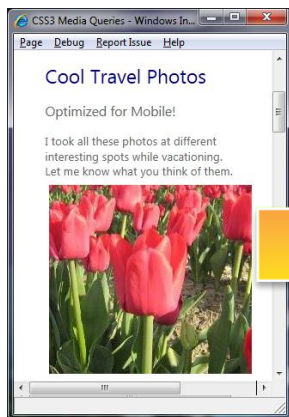 CSS3 Media Queries - Windows In...
Page Debug Report Issue Help
Cool Travel Photos
Optimized for Mobile!
I took all these photos at different
interesting spots while vacationing.
Let me know what you think of them.